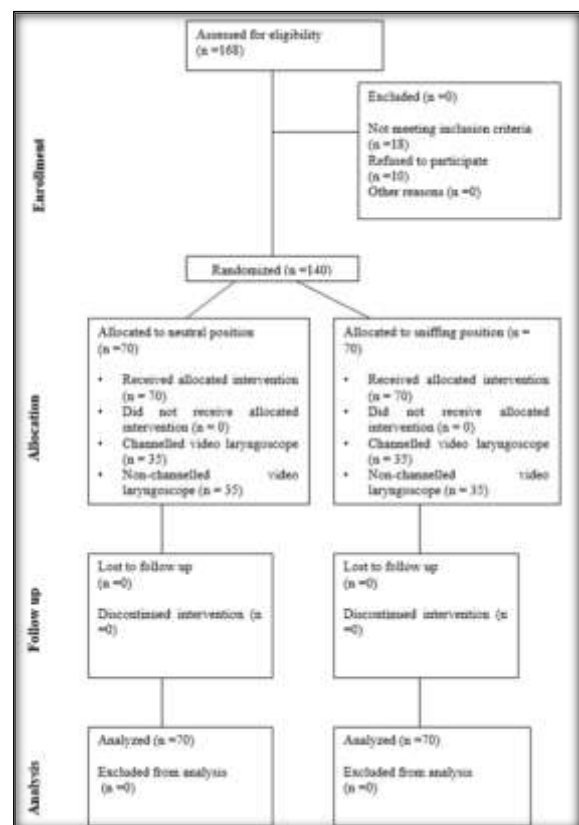 Assessed for eligibility
(n =168)
Excluded (n =0)
Not meeting inclusion criteria
(n =18)
Refused to participate
(n =10)
Other reasons (n =0)
Enrollment
Randomized (n =140)
Allocated to neutral position
(n =70)
• Received allocated intervention
(n = 70)
• Did not receive allocated
intervention (n = 0)
• Channelled video laryngoscope
(n = 35)
• Non-channelled video
laryngoscope (n = 35)
Allocated to sniffing position (n =
70)
• Received allocated intervention
(n = 70)
• Did not receive allocated
intervention (n = 0)
• Channelled video laryngoscope
(n = 35)
• Non-channelled video
laryngoscope (n = 35)
Allocation
Lost to follow up
(n =0)
Discontinued intervention (n
=0)
Lost to follow up
(n =0)
Discontinued intervention (n
=0)
Follow up
Analyzed (n =70)
Excluded from analysis
(n =0)
Analyzed (n =70)
Excluded from analysis
(n =0)
Analysis